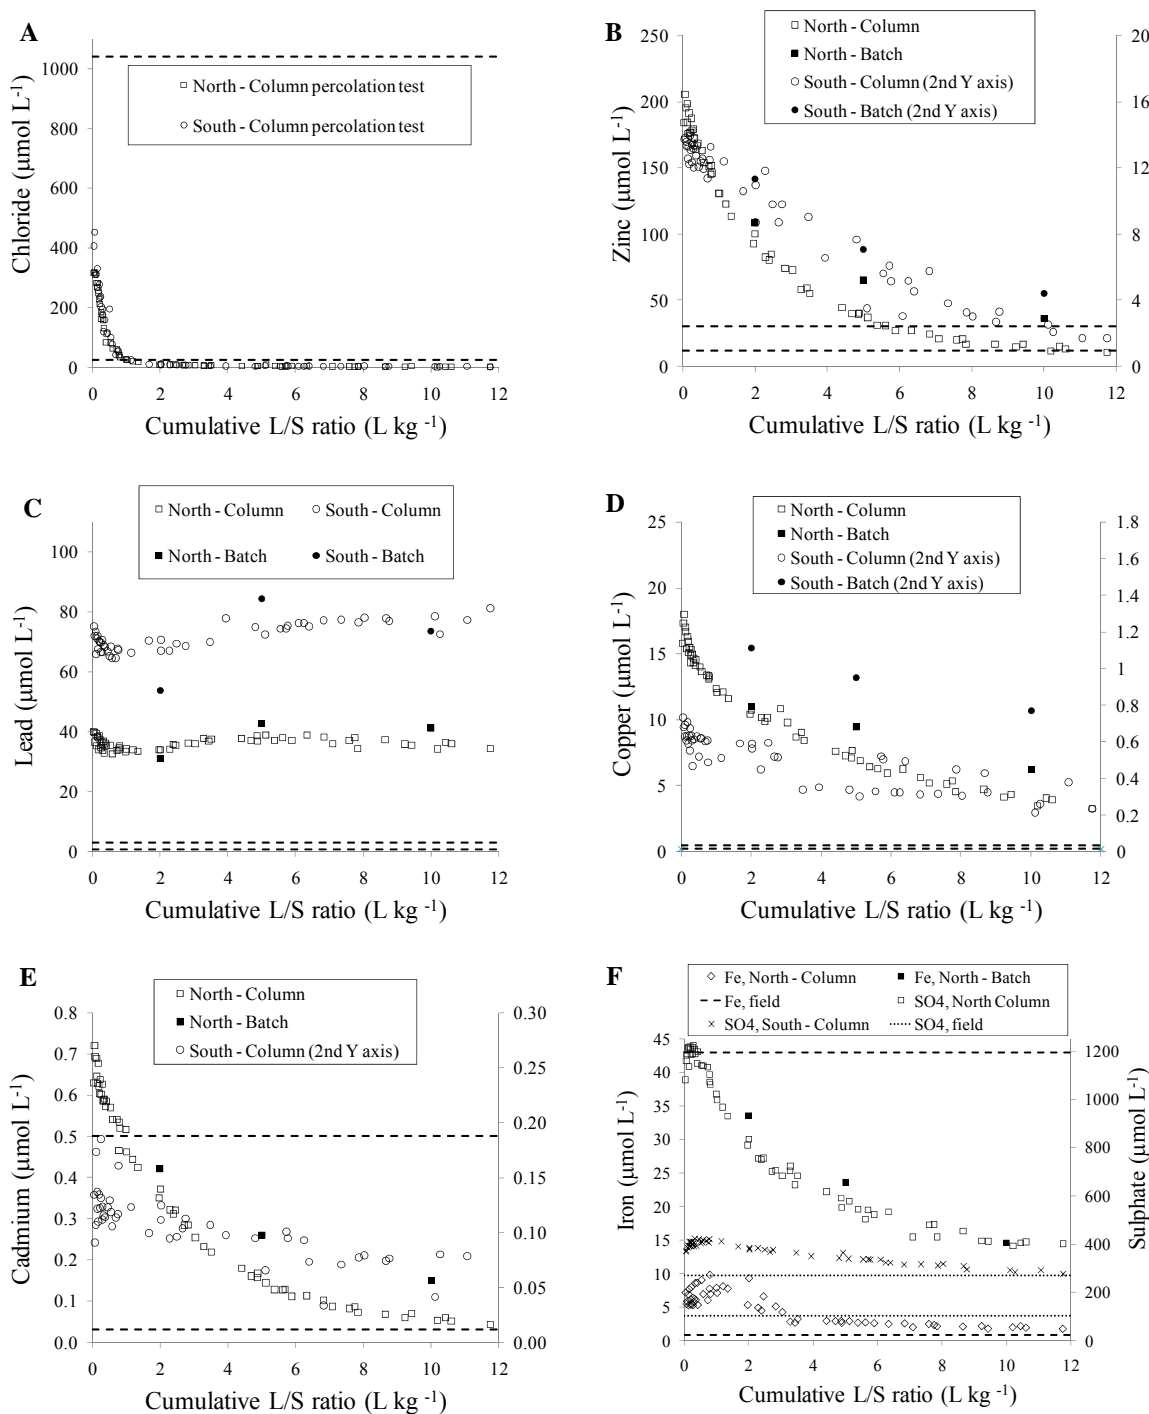 A
North - Column percolation test
South - Column percolation test
Chloride (µmol L-1)
1000
800
600
400
200
0
0 2 4 6 8 10 12
Cumulative L/S ratio (L kg -1)
B
North - Column
North - Batch
South - Column (2nd Y axis)
South - Batch (2nd Y axis)
Zinc (µmol L-1)
250
200
150
100
50
0
20
16
12
8
4
0
0 2 4 6 8 10 12
Cumulative L/S ratio (L kg -1)
C
North - Column South - Column
North - Batch South - Batch
Lead (µmol L-1)
100
80
60
40
20
0
0 2 4 6 8 10 12
Cumulative L/S ratio (L kg -1)
D
North - Column
North - Batch
South - Column (2nd Y axis)
South - Batch (2nd Y axis)
Copper (µmol L-1)
25
20
15
10
5
0
1.8
1.6
1.4
1.2
1
0.8
0.6
0.4
0.2
0
0 2 4 6 8 10 12
Cumulative L/S ratio (L kg -1)
E
North - Column
North - Batch
South - Column (2nd Y axis)
Cadmium (µmol L-1)
0.8
0.7
0.6
0.5
0.4
0.3
0.2
0.1
0.0
0.30
0.25
0.20
0.15
0.10
0.05
0.00
0 2 4 6 8 10 12
Cumulative L/S ratio (L kg -1)
F
Fe, North - Column Fe, North - Batch
Fe, field SO4, North Column
SO4, South - Column SO4, field
Iron (µmol L-1)
45
40
35
30
25
20
15
10
5
0
1200
1000
800
600
400
200
0
Sulphate (µmol L-1)
0 2 4 6 8 10 12
Cumulative L/S ratio (L kg -1)